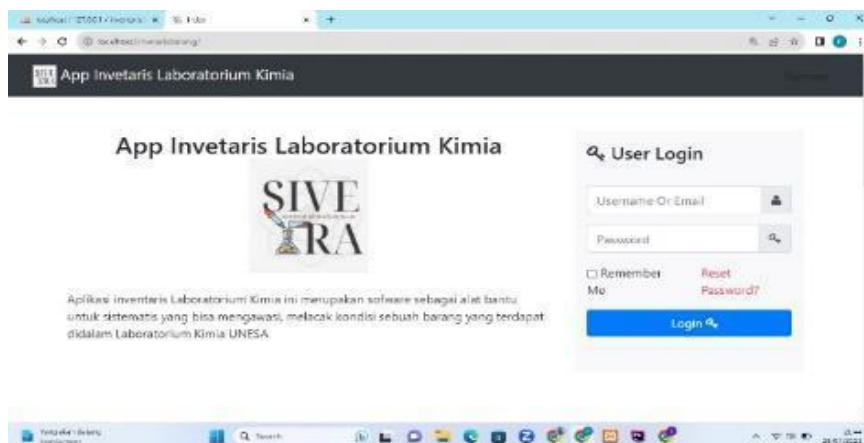 Index
App Invetaris Laboratorium Kimia
App Invetaris Laboratorium Kimia
SIVE
RA
Aplikasi inventaris Laboratorium Kimia ini merupakan sofware sebagai alat bantu
untuk sistematis yang bisa mengawasi, melacak kondisi sebuah barang yang terdapat
didalam Laboratorium Kimia UNESA
User Login
Username Or Email
Password
Remember
Me
Reset
Password?
Login
Search